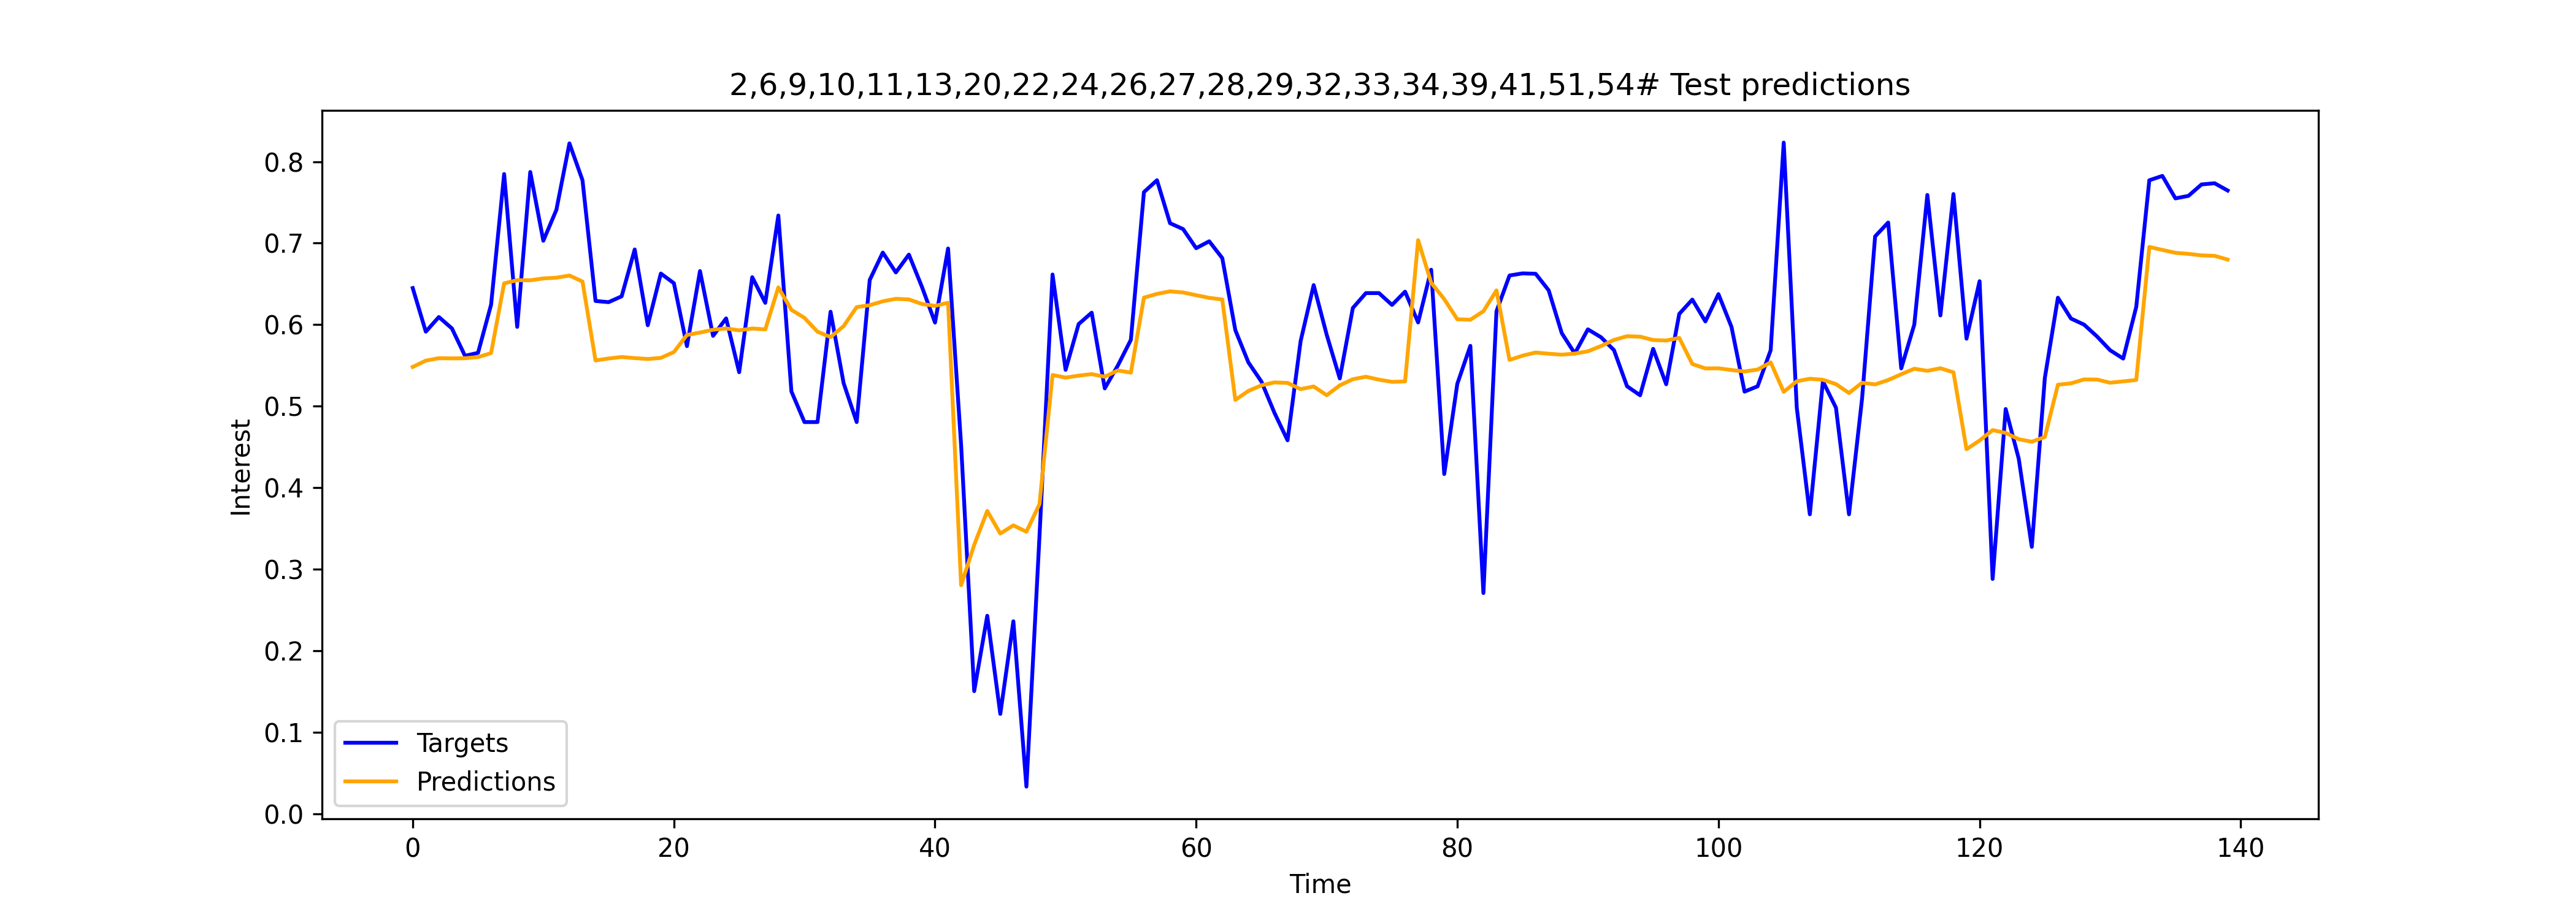 2,6,9,10,11,13,20,22,24,26,27,28,29,32,33,34,39,41,51,54# Test predictions
Interest
0.8
0.7
0.6
0.5
0.4
0.3
0.2
0.1
0.0
Targets
Predictions
0 20 40 60 80 100 120 140
Time